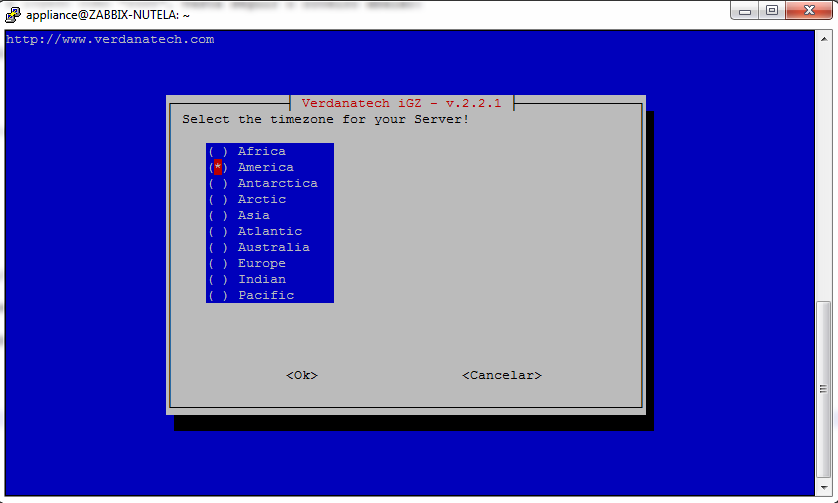 appliance@ZABBIX-NUTELA: ~
http://www.verdanatech.com
Verdanatech iGZ - v.2.2.1
Select the timezone for your Server!
( ) Africa
(*) America
( ) Antarctica
( ) Arctic
( ) Asia
( ) Atlantic
( ) Australia
( ) Europe
( ) Indian
( ) Pacific
<Ok> <Cancelar>